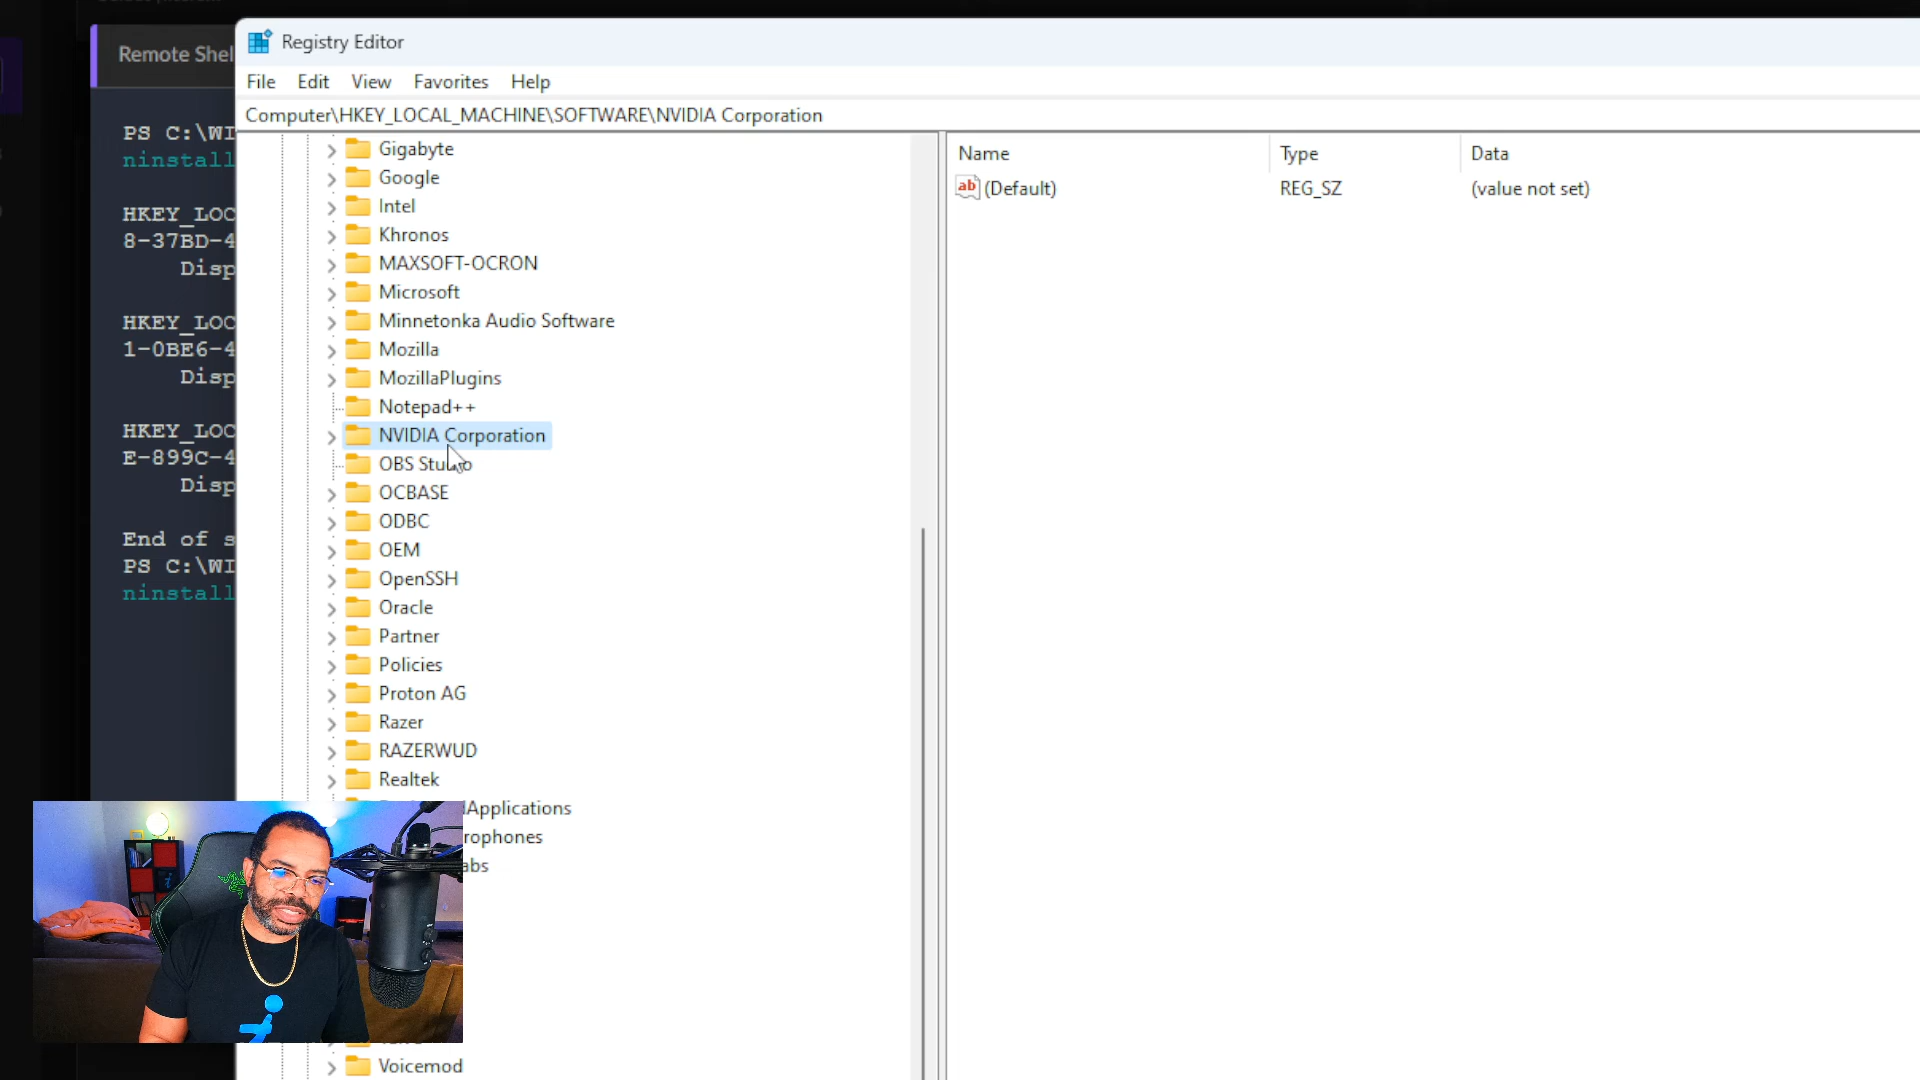 Remote Shel
PS C:\WI
ninstall
HKEY_LOC
8-37BD-4
Disp
HKEY_LOC
1-0BE6-4
Disp
HKEY_LOC
E-899C-4
Disp
End of s
PS C:\WI
ninstall
Registry Editor
File Edit View Favorites Help
Computer\HKEY_LOCAL_MACHINE\SOFTWARE\NVIDIA Corporation
Gigabyte
Google
Intel
Khronos
MAXSOFT-OCRON
Microsoft
Minnetonka Audio Software
Mozilla
MozillaPlugins
Notepad++
NVIDIA Corporation
OBS Studio
OCBASE
ODBC
OEM
OpenSSH
Oracle
Partner
Policies
Proton AG
Razer
RAZERWUD
Realtek
dApplications
rophones
abs
Voicemod
Name Type Data
(Default) REG_SZ (value not set)